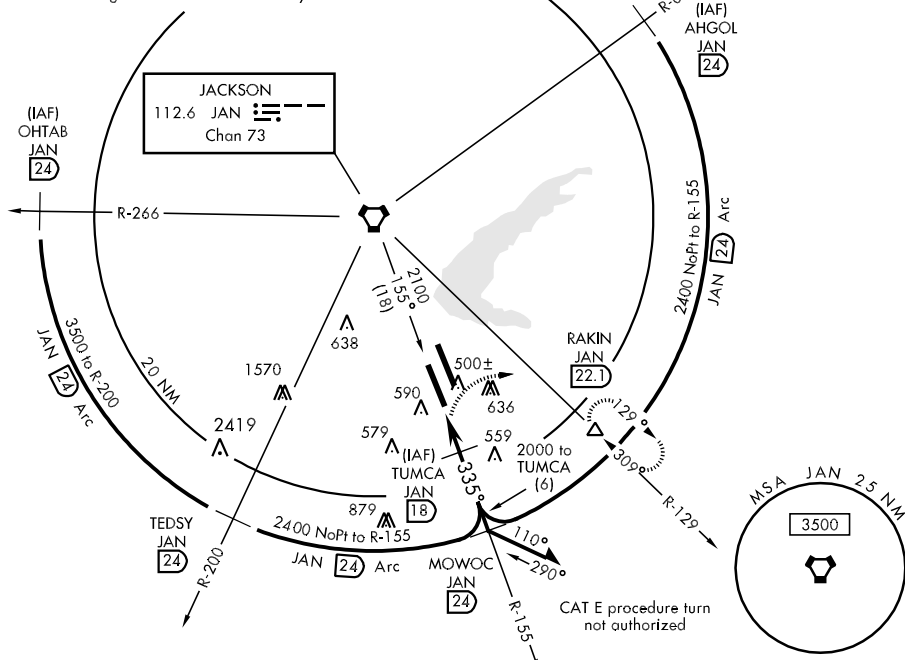 (IAF)
AHGOL
JAN
24
JACKSON
112.6 JAN
Chan 73
(IAF)
OHTAB
JAN
24
R-266
2100
155°
(18)
2400 NoPt to R-155
JAN 24 Arc
3500 to R-200
JAN 24 Arc
20 NM
638
1570
2419
590
500±
636
579
559
(IAF)
TUMCA
JAN
18
335°
2000 to
TUMCA
(6)
RAKIN
JAN
22.1
129°
309°
R-129
879
TEDSY
JAN
24
2400 NoPt to R-155
JAN 24 Arc
R-200
MOWOC
JAN
24
110°
290°
R-155
CAT E procedure turn
not authorized
MSA JAN 25 NM
3500